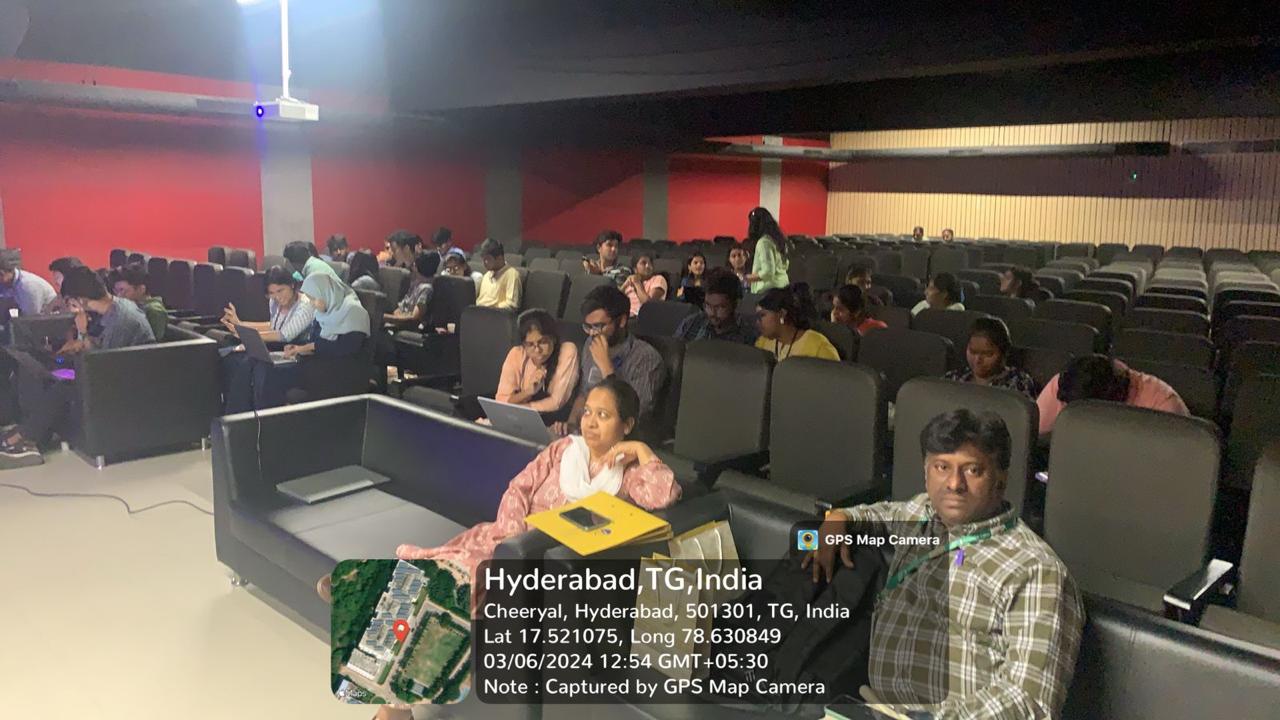 GPS Map Camera
Hyderabad,TG,India
Cheeryal, Hyderabad, 501301, TG, India
Lat 17.521075, Long 78.630849
03/06/2024 12:54 GMT+05:30
Note : Captured by GPS Map Camera
Maps